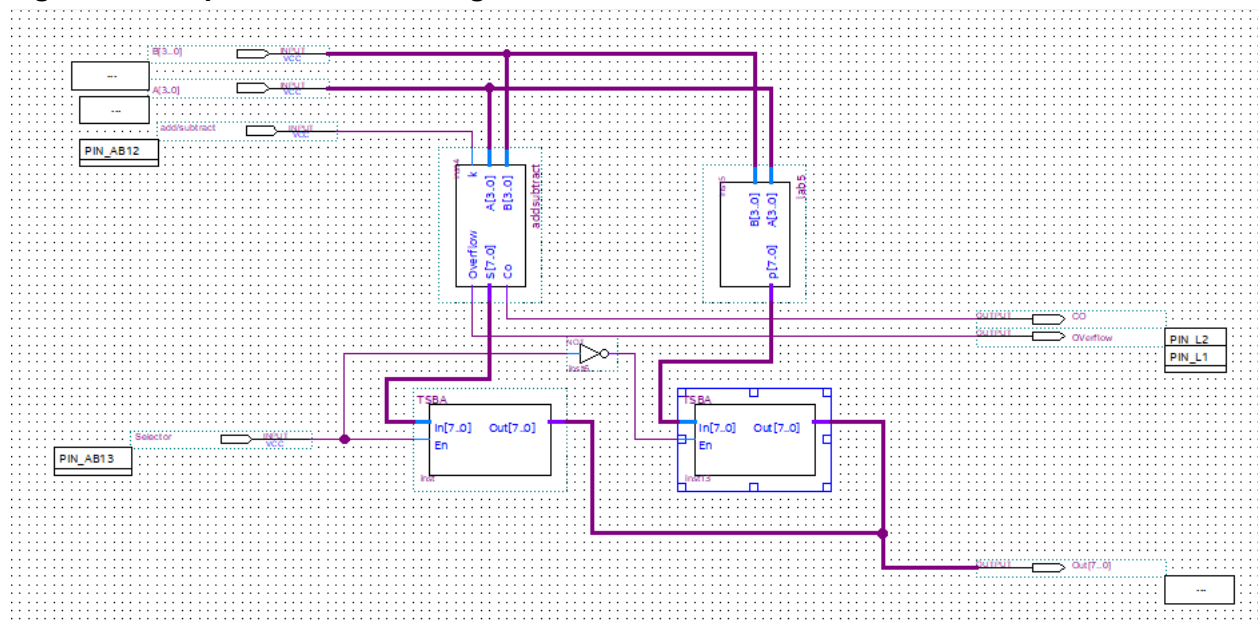 B[3..0] INPUT
VCC
---
A[3..0] INPUT
VCC
---
add/subtract INPUT
VCC
PIN_AB12
inst4
k
A[3..0]
B[3..0]
Overflow
S[7..0]
Co
addsubtract
inst5
B[3..0]
A[3..0]
p[7..0]
lab5
OUTPUT CO
OUTPUT OVerflow
PIN_L2
PIN_L1
NOT
inst6
TSBA
In[7..0] Out[7..0]
En
inst
TSBA
In[7..0] Out[7..0]
En
inst13
Selector INPUT
VCC
PIN_AB13
OUTPUT Out[7..0]
---